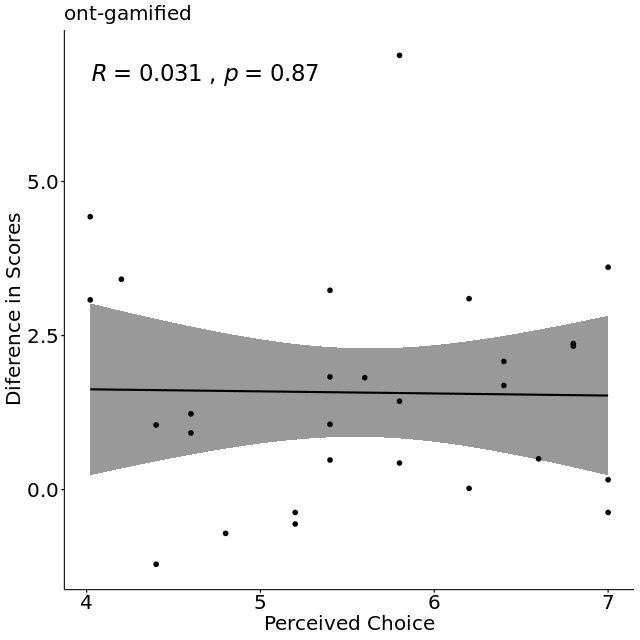 ont-gamified
R = 0.031 , p = 0.87
5.0
2.5
0.0
Diference in Scores
4 5 6 7
Perceived Choice